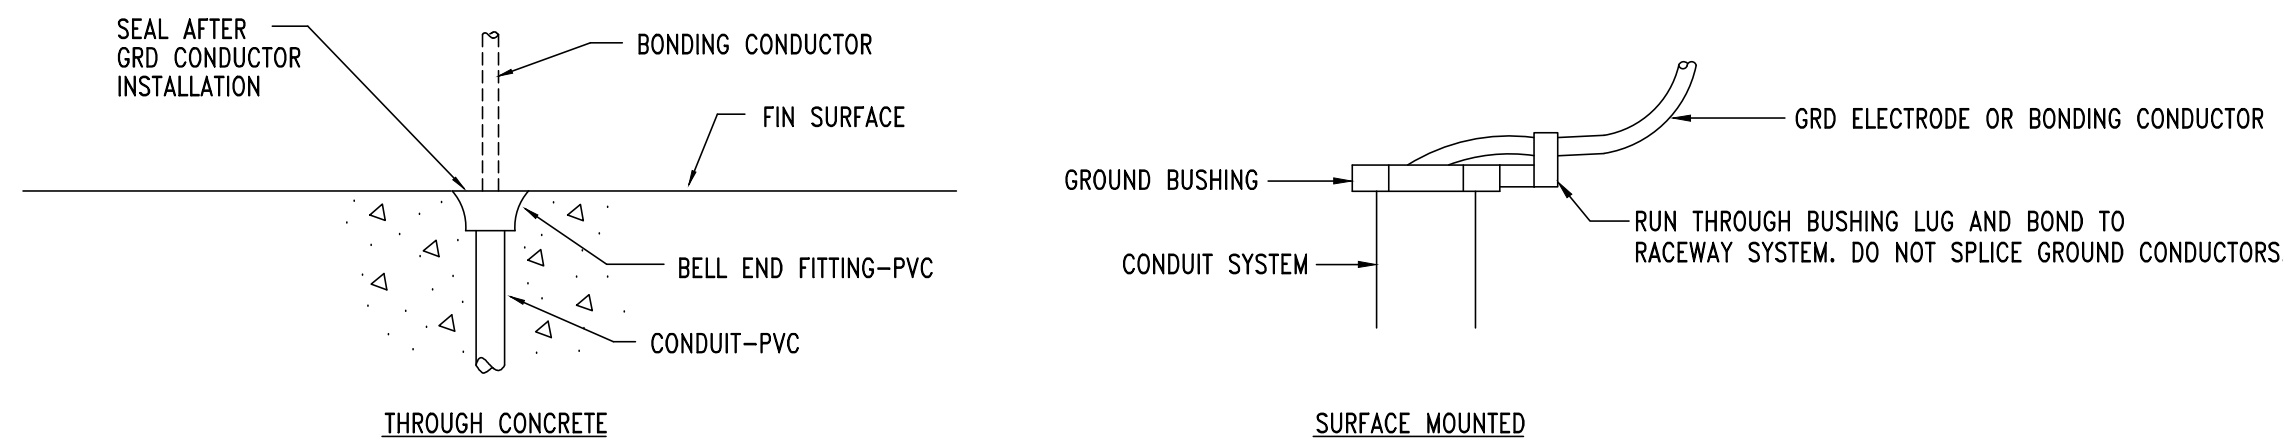 SEAL AFTER
GRD CONDUCTOR
INSTALLATION
BONDING CONDUCTOR
FIN SURFACE
BELL END FITTING-PVC
CONDUIT-PVC
THROUGH CONCRETE
GRD ELECTRODE OR BONDING CONDUCTOR
GROUND BUSHING
RUN THROUGH BUSHING LUG AND BOND TO
RACEWAY SYSTEM. DO NOT SPLICE GROUND CONDUCTORS.
CONDUIT SYSTEM
SURFACE MOUNTED